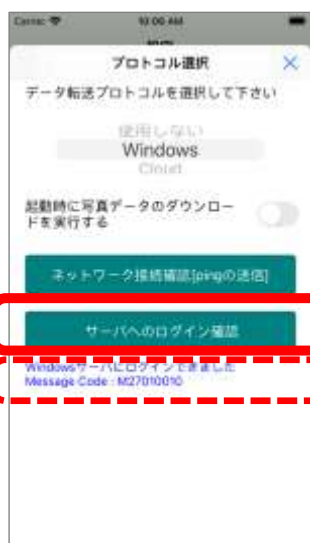 Carrier
10:06 AM
プロトコル選択
データ転送プロトコルを選択して下さい
使用しない
Windows
Cloud
起動時に写真データのダウンロー
ドを実行する
ネットワーク接続確認[pingの送信]
サーバへのログイン確認
Windowsサーバにログインできました
Message Code : M27010010